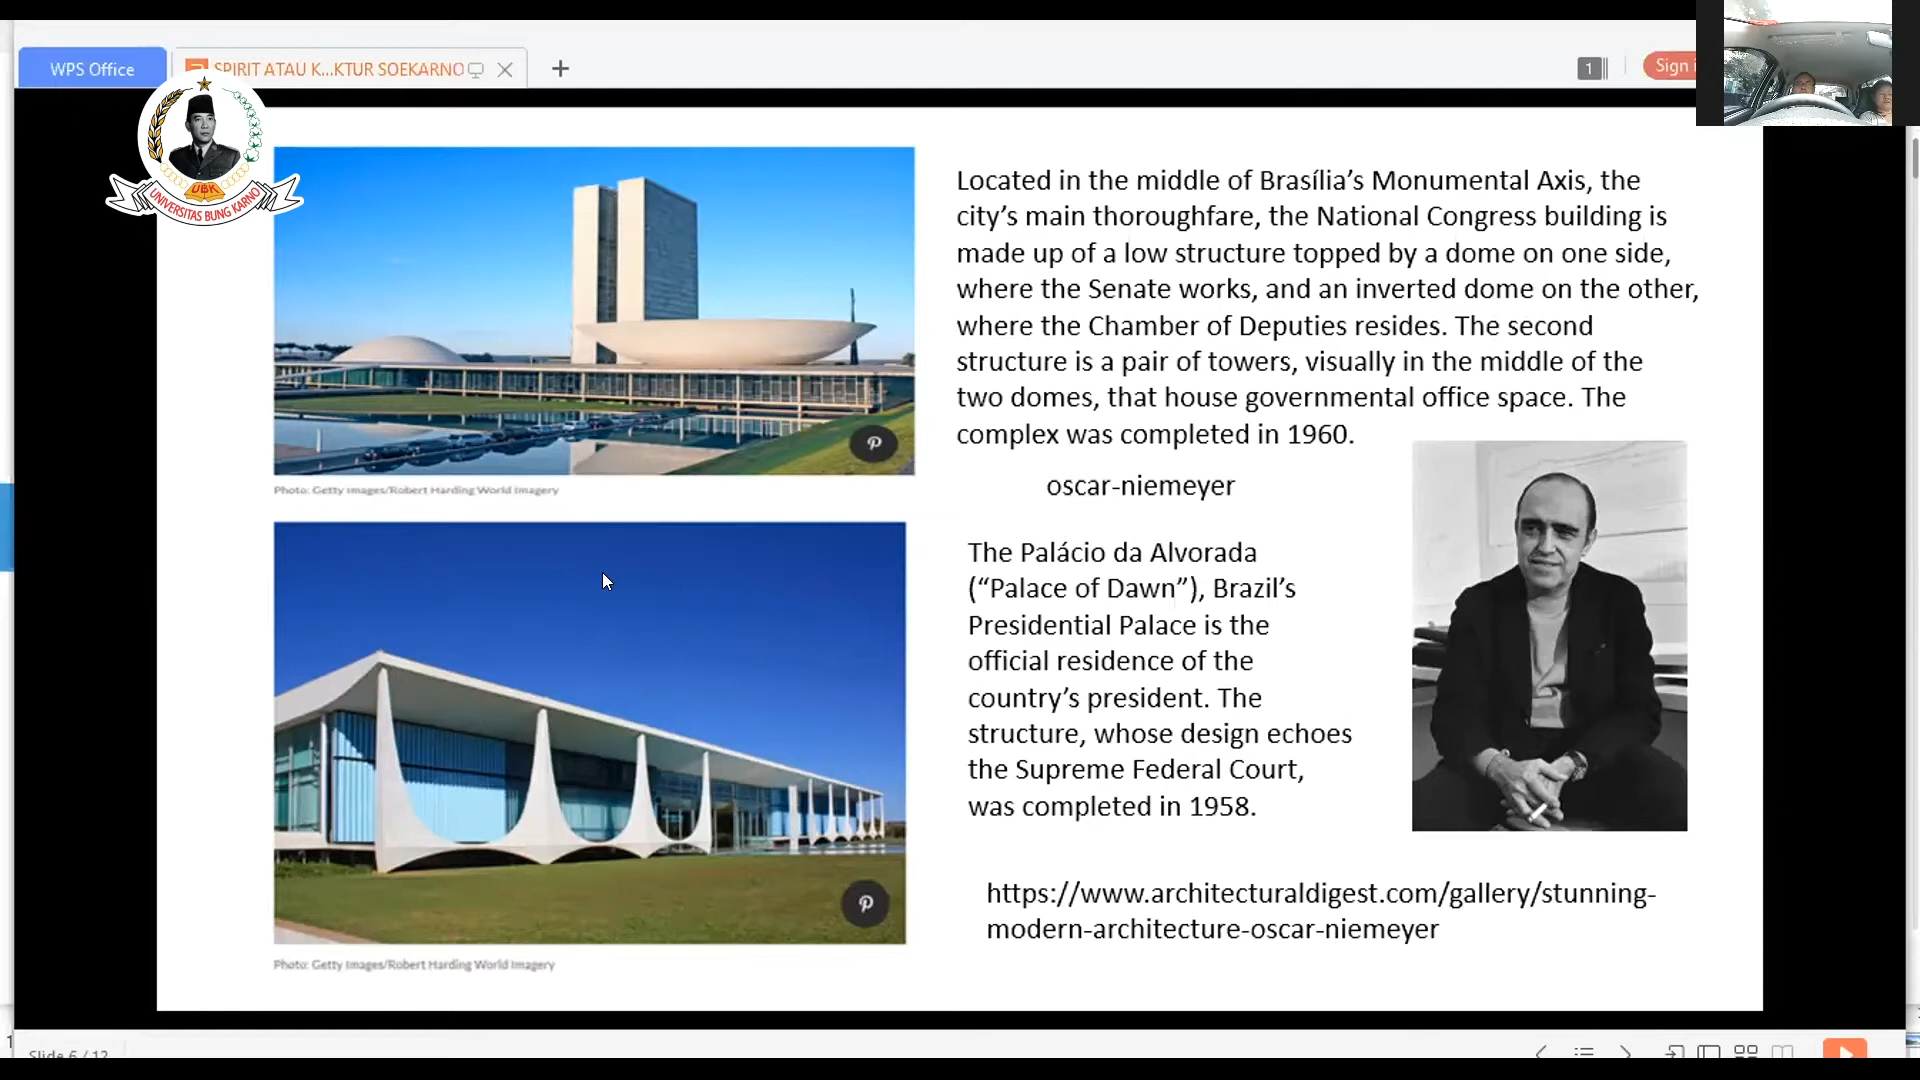 WPS Office
SPIRIT ATAU K...KTUR SOEKARNO
1
Sign i
UBK
UNIVERSITAS BUNG KARNO
Located in the middle of Brasília’s Monumental Axis, the
city’s main thoroughfare, the National Congress building is
made up of a low structure topped by a dome on one side,
where the Senate works, and an inverted dome on the other,
where the Chamber of Deputies resides. The second
structure is a pair of towers, visually in the middle of the
two domes, that house governmental office space. The
complex was completed in 1960.
Photo: Getty Images/Robert Harding World Imagery
oscar-niemeyer
The Palácio da Alvorada
(“Palace of Dawn”), Brazil’s
Presidential Palace is the
official residence of the
country’s president. The
structure, whose design echoes
the Supreme Federal Court,
was completed in 1958.
https://www.architecturaldigest.com/gallery/stunning-
modern-architecture-oscar-niemeyer
Photo: Getty Images/Robert Harding World Imagery
Slide 6 / 12